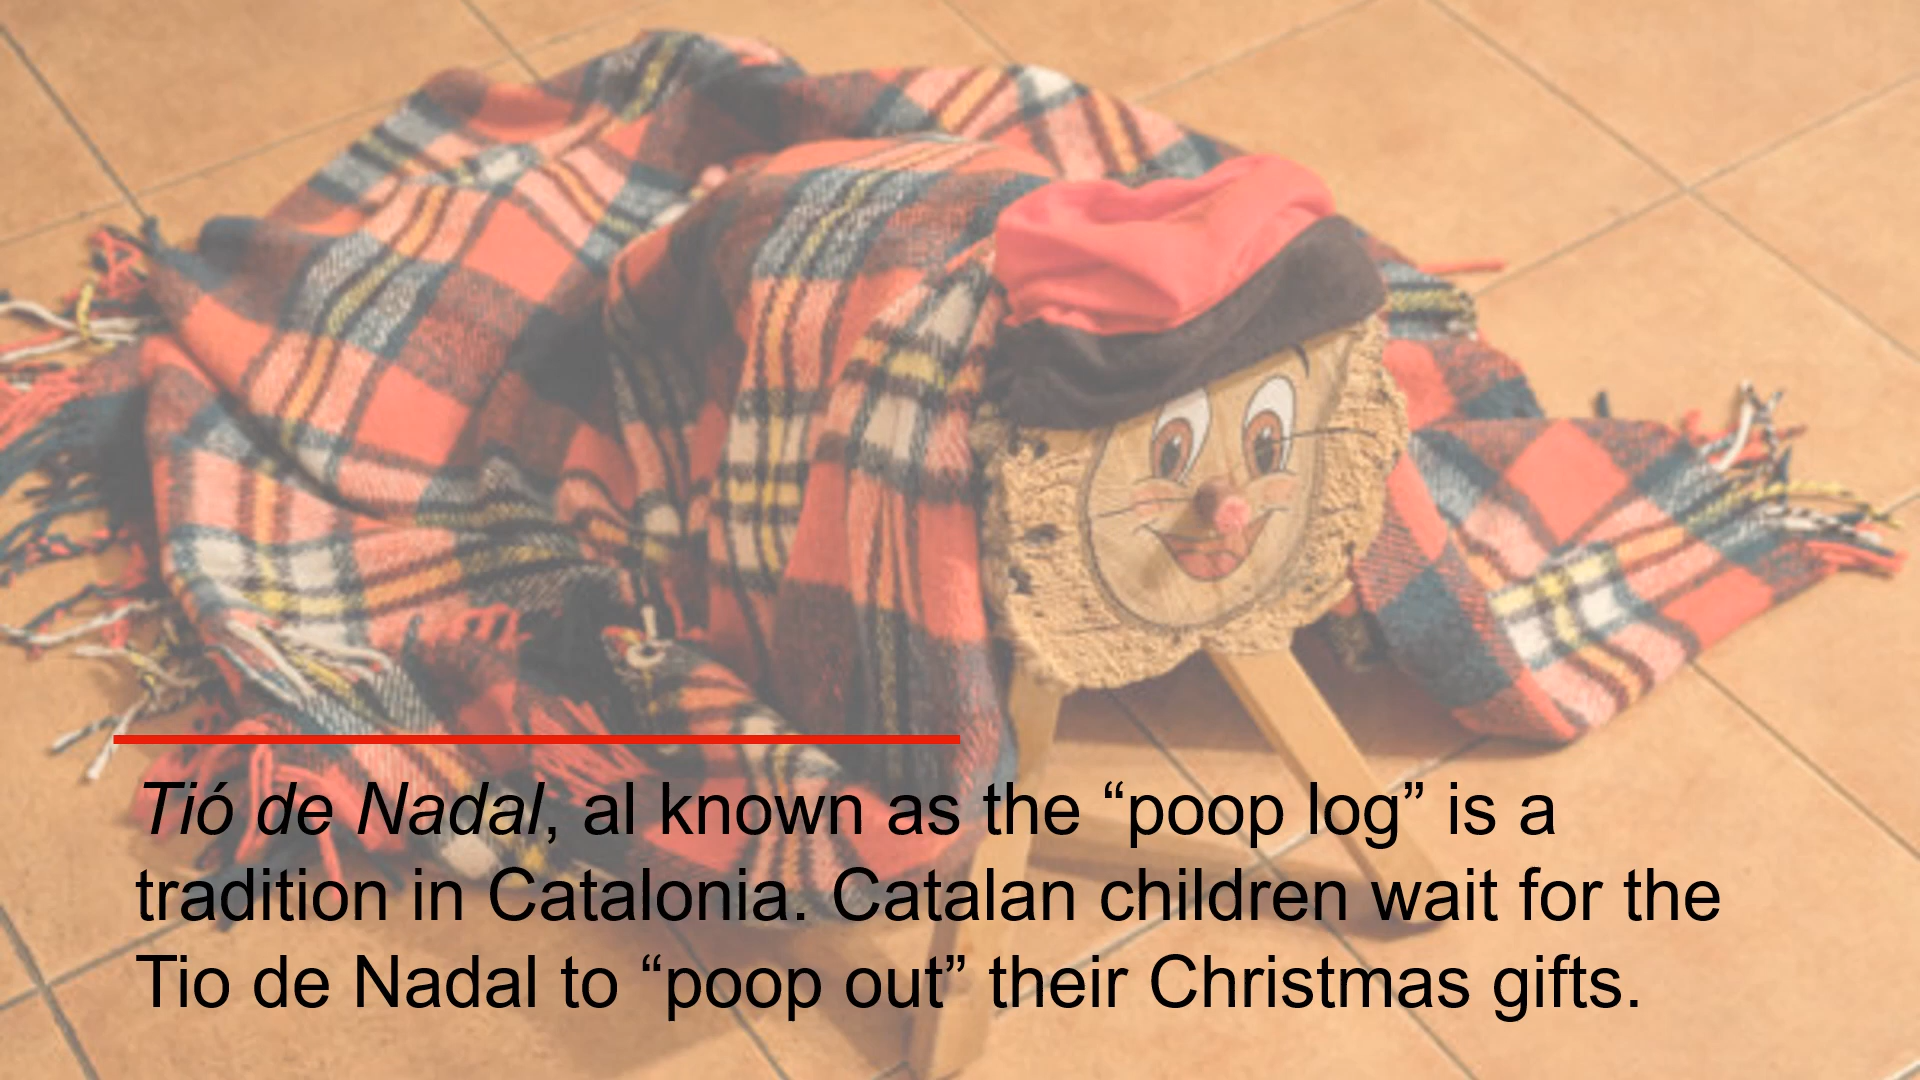 Tió de Nadal, al known as the “poop log” is a
tradition in Catalonia. Catalan children wait for the
Tio de Nadal to “poop out” their Christmas gifts.